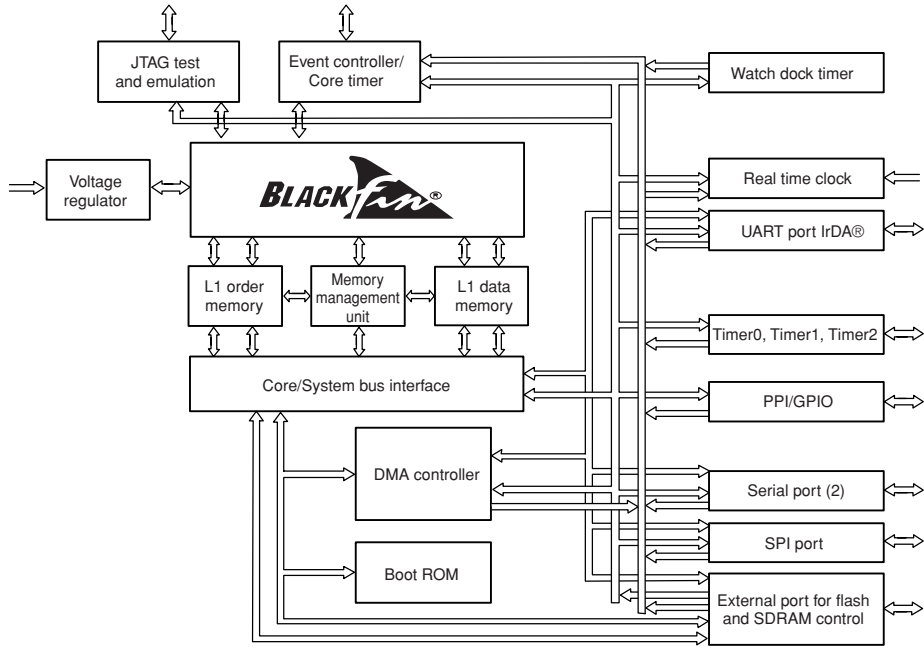 JTAG test
and emulation
Event controller/
Core timer
Watch dock timer
Voltage
regulator
BLACKfin®
Real time clock
UART port IrDA®
L1 order
memory
Memory
management
unit
L1 data
memory
Timer0, Timer1, Timer2
Core/System bus interface
PPI/GPIO
DMA controller
Serial port (2)
SPI port
Boot ROM
External port for flash
and SDRAM control